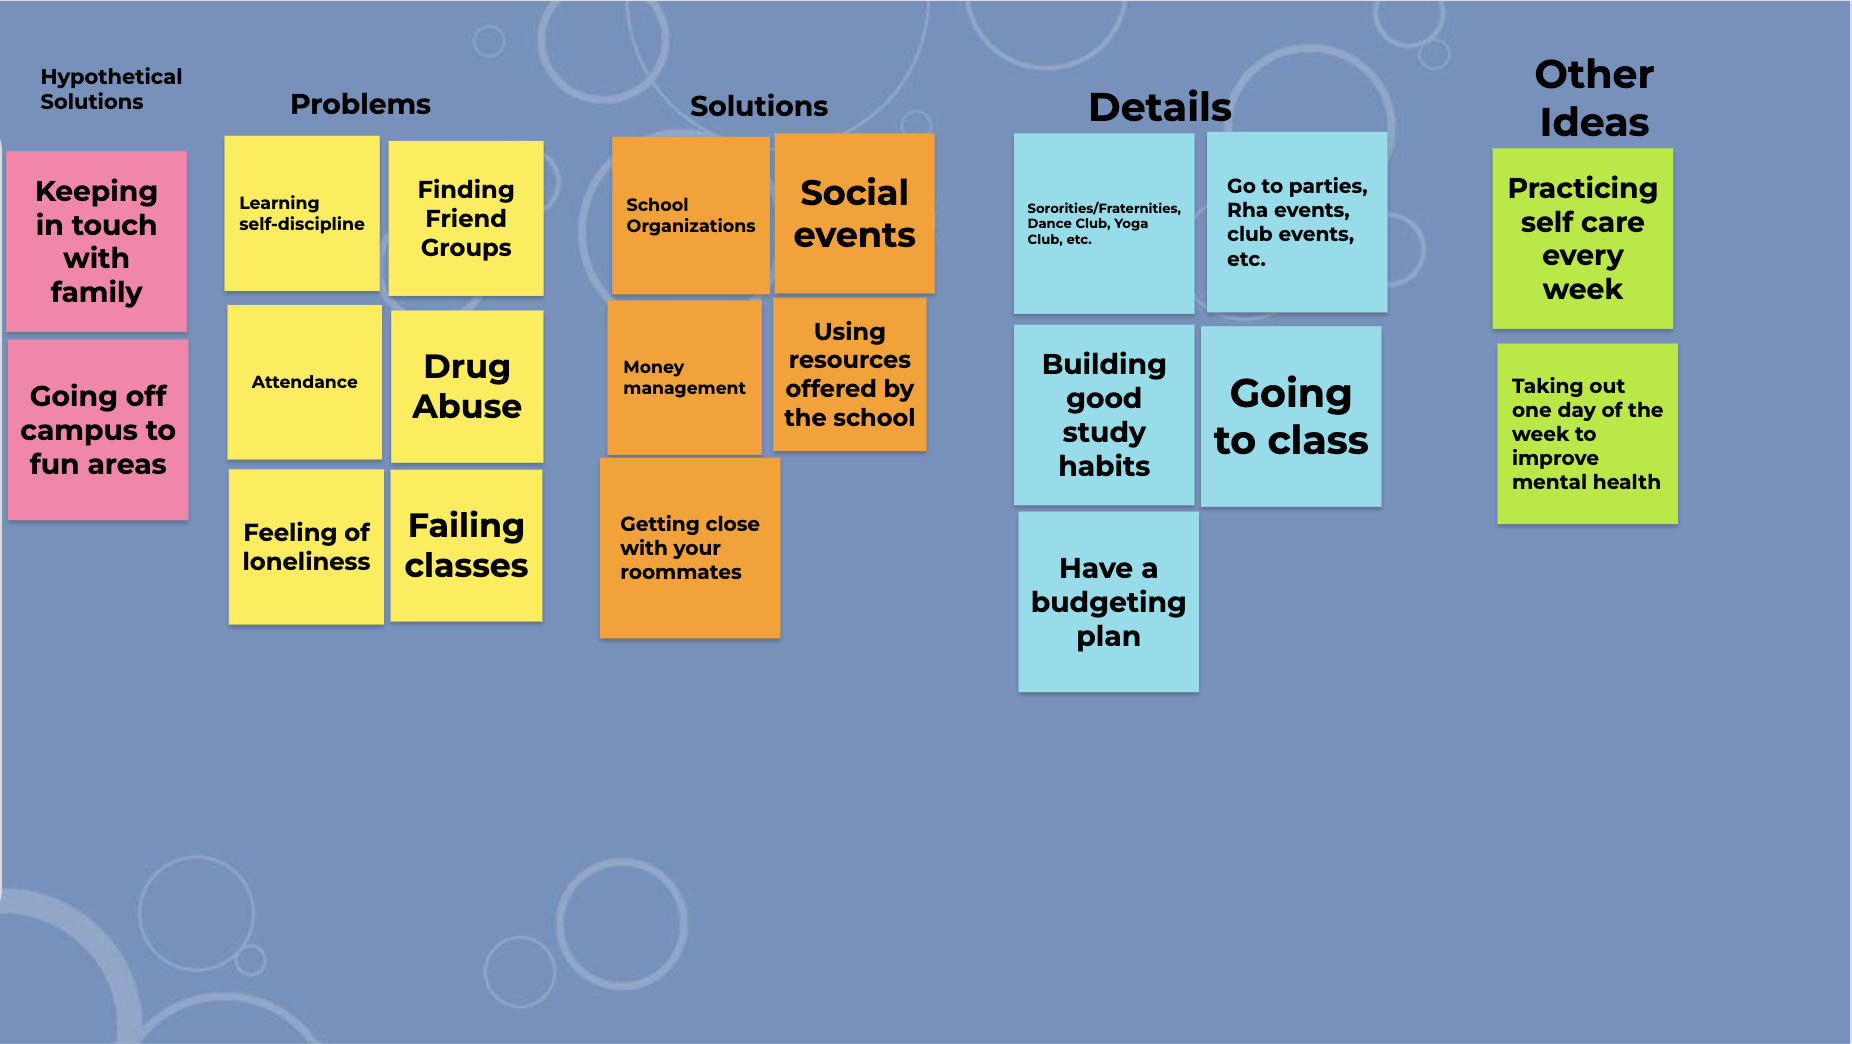 Hypothetical
Solutions
Keeping
in touch
with
family
Going off
campus to
fun areas
Problems
Learning
self-discipline
Finding
Friend
Groups
Attendance
Drug
Abuse
Feeling of
loneliness
Failing
classes
Solutions
School
Organizations
Social
events
Money
management
Using
resources
offered by
the school
Getting close
with your
roommates
Details
Sororities/Fraternities,
Dance Club, Yoga
Club, etc.
Go to parties,
Rha events,
club events,
etc.
Building
good
study
habits
Going
to class
Have a
budgeting
plan
Other
Ideas
Practicing
self care
every
week
Taking out
one day of the
week to
improve
mental health